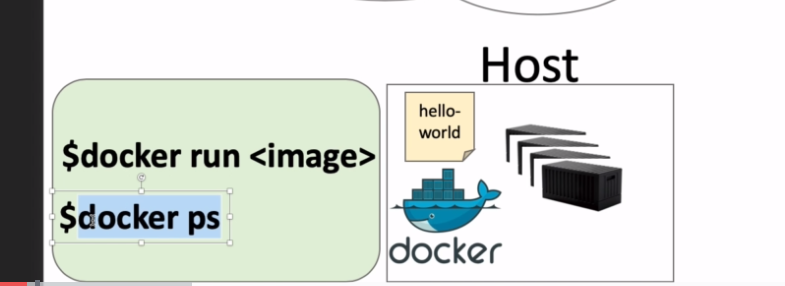 Host
$docker run <image>
$docker ps
hello-
world
docker